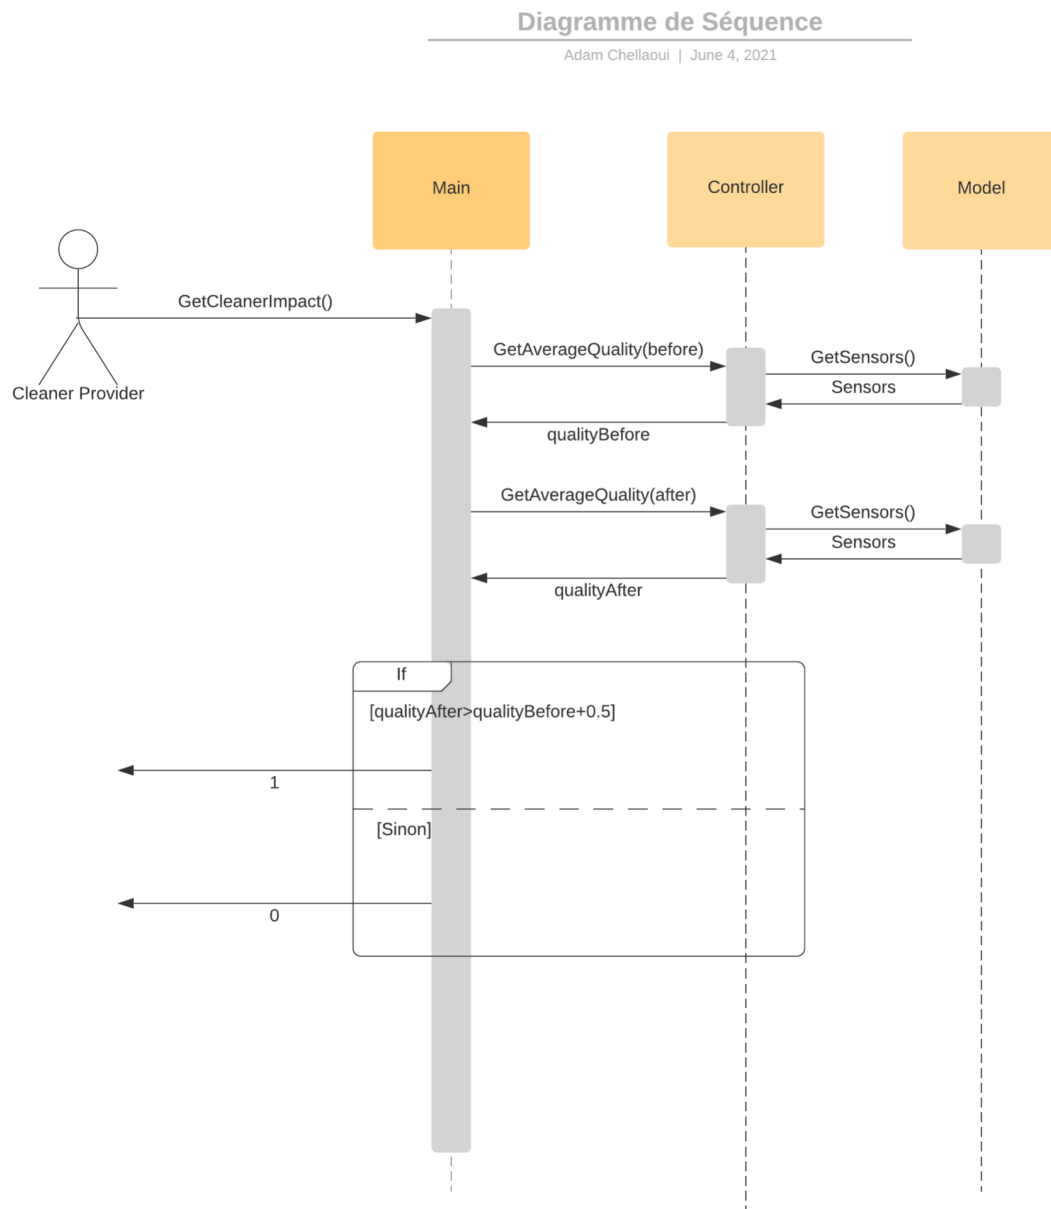 Diagramme de Séquence
Adam Chellaoui | June 4, 2021
Main
Controller
Model
GetCleanerImpact()
Cleaner Provider
GetAverageQuality(before)
GetSensors()
Sensors
qualityBefore
GetAverageQuality(after)
GetSensors()
Sensors
qualityAfter
If
[qualityAfter>qualityBefore+0.5]
1
[Sinon]
0